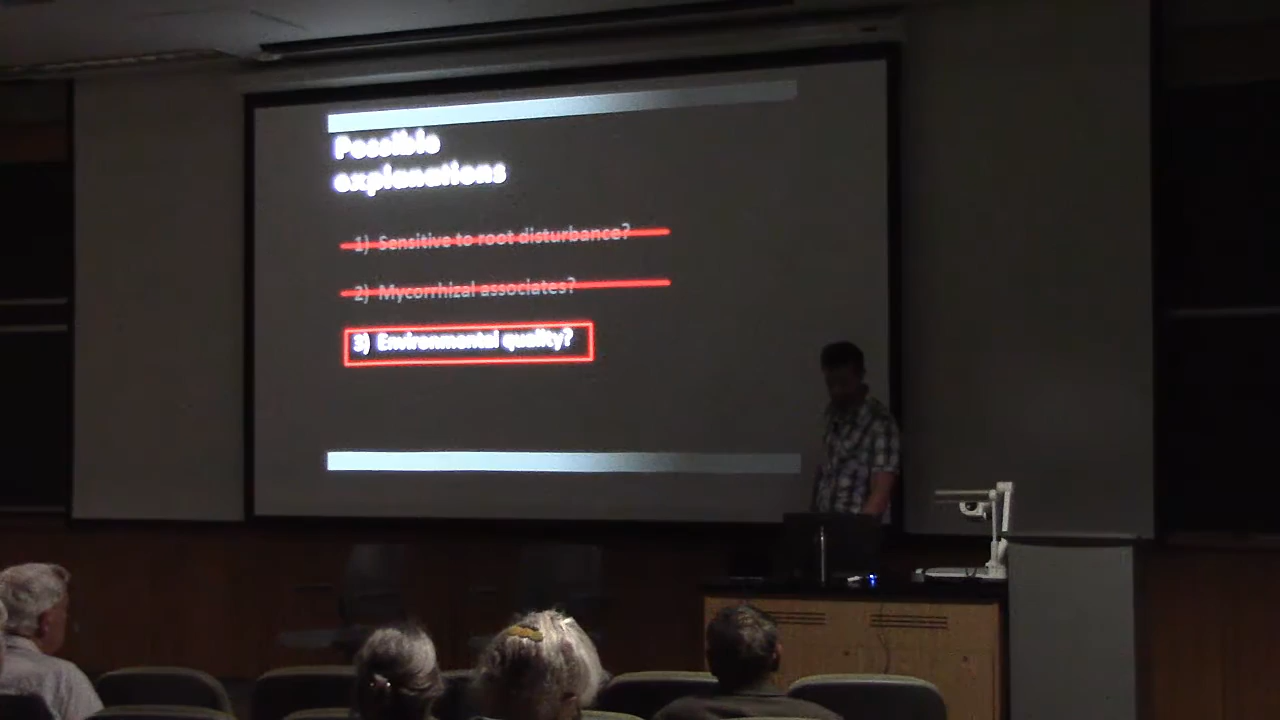 Possible
explanations
1) Sensitive to root disturbance?
2) Mycorrhizal associates?
3) Environmental quality?